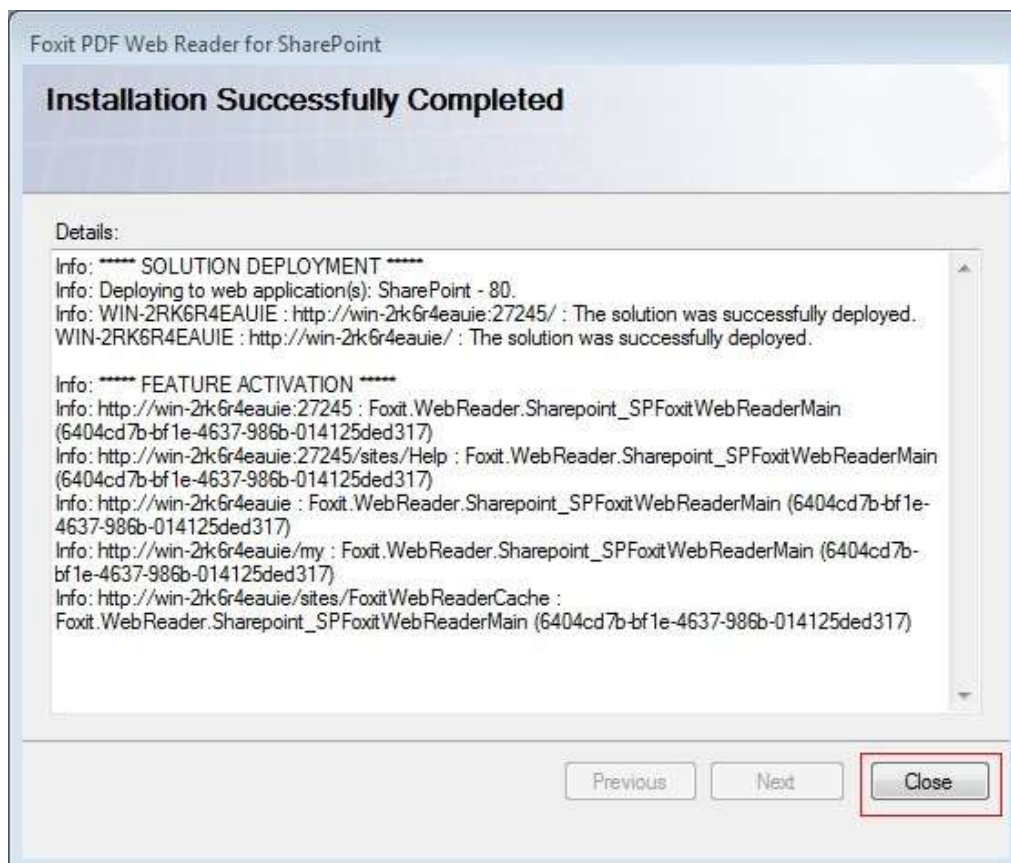 Foxit PDF Web Reader for SharePoint
Installation Successfully Completed
Details:
Info: ***** SOLUTION DEPLOYMENT *****
Info: Deploying to web application(s): SharePoint - 80.
Info: WIN-2RK6R4EAUIE : http://win-2rk6r4eauie:27245/ : The solution was successfully deployed.
WIN-2RK6R4EAUIE : http://win-2rk6r4eauie/ : The solution was successfully deployed.
Info: ***** FEATURE ACTIVATION *****
Info: http://win-2rk6r4eauie:27245 : Foxit.WebReader.Sharepoint_SPFoxitWebReaderMain
(6404cd7b-bf1e-4637-986b-014125ded317)
Info: http://win-2rk6r4eauie:27245/sites/Help : Foxit.WebReader.Sharepoint_SPFoxitWebReaderMain
(6404cd7b-bf1e-4637-986b-014125ded317)
Info: http://win-2rk6r4eauie : Foxit.WebReader.Sharepoint_SPFoxitWebReaderMain (6404cd7b-bf1e-
4637-986b-014125ded317)
Info: http://win-2rk6r4eauie/my : Foxit.WebReader.Sharepoint_SPFoxitWebReaderMain (6404cd7b-
bf1e-4637-986b-014125ded317)
Info: http://win-2rk6r4eauie/sites/FoxitWebReaderCache :
Foxit.WebReader.Sharepoint_SPFoxitWebReaderMain (6404cd7b-bf1e-4637-986b-014125ded317)
Previous Next Close